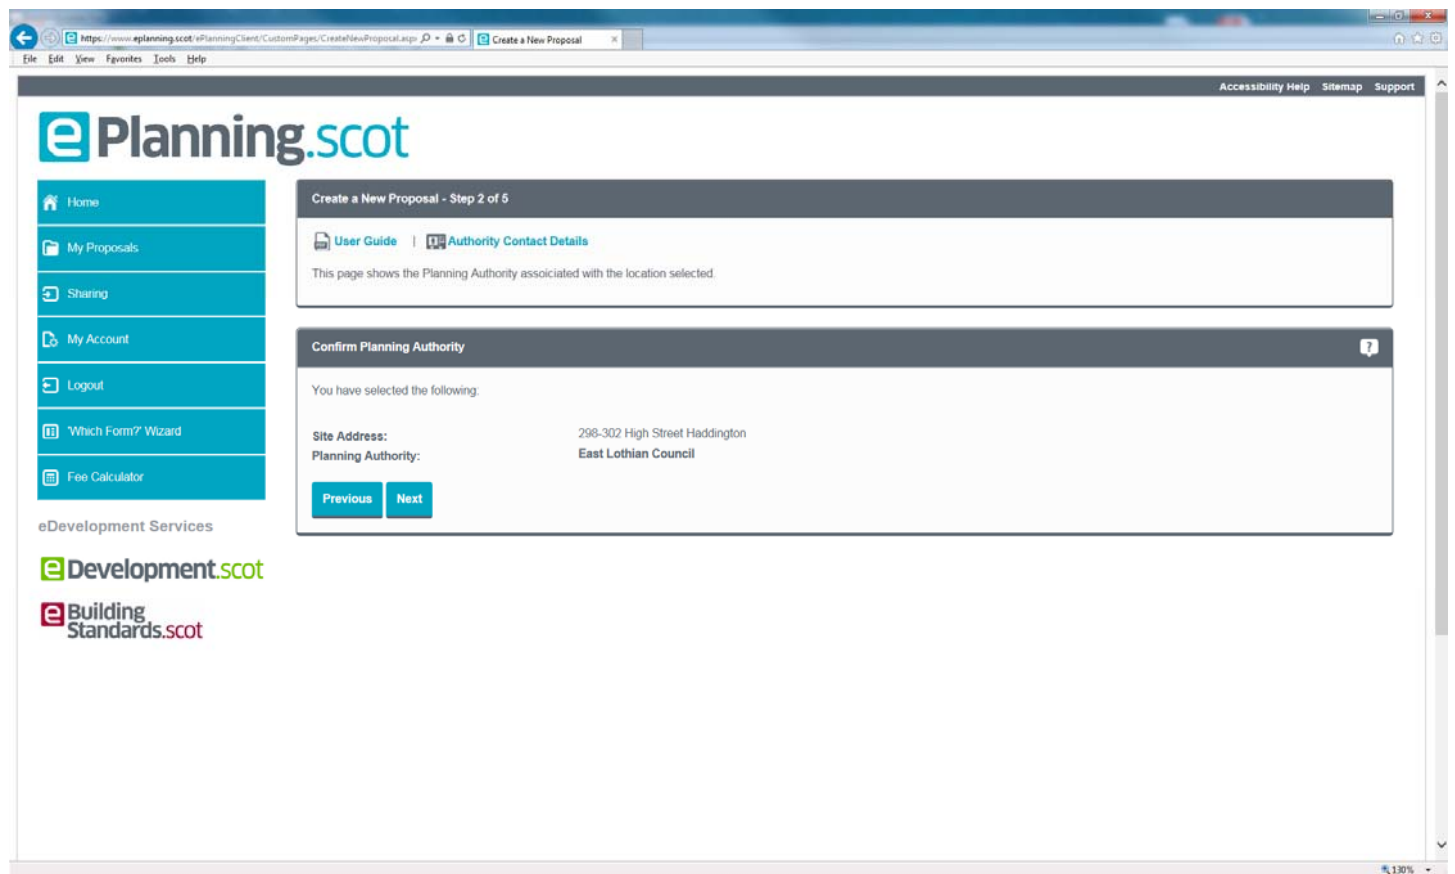 https://www.eplanning.scot/ePlanningClient/CustomPages/CreateNewProposal.asp
Create a New Proposal
File Edit View Favorites Tools Help
Accessibility Help Sitemap Support
ePlanning.scot
Home
My Proposals
Sharing
My Account
Logout
'Which Form?' Wizard
Fee Calculator
eDevelopment Services
eDevelopment.scot
eBuilding
Standards.scot
Create a New Proposal - Step 2 of 5
User Guide | Authority Contact Details
This page shows the Planning Authority assoiciated with the location selected.
Confirm Planning Authority
?
You have selected the following:
Site Address: 298-302 High Street Haddington
Planning Authority: East Lothian Council
Previous Next
130%